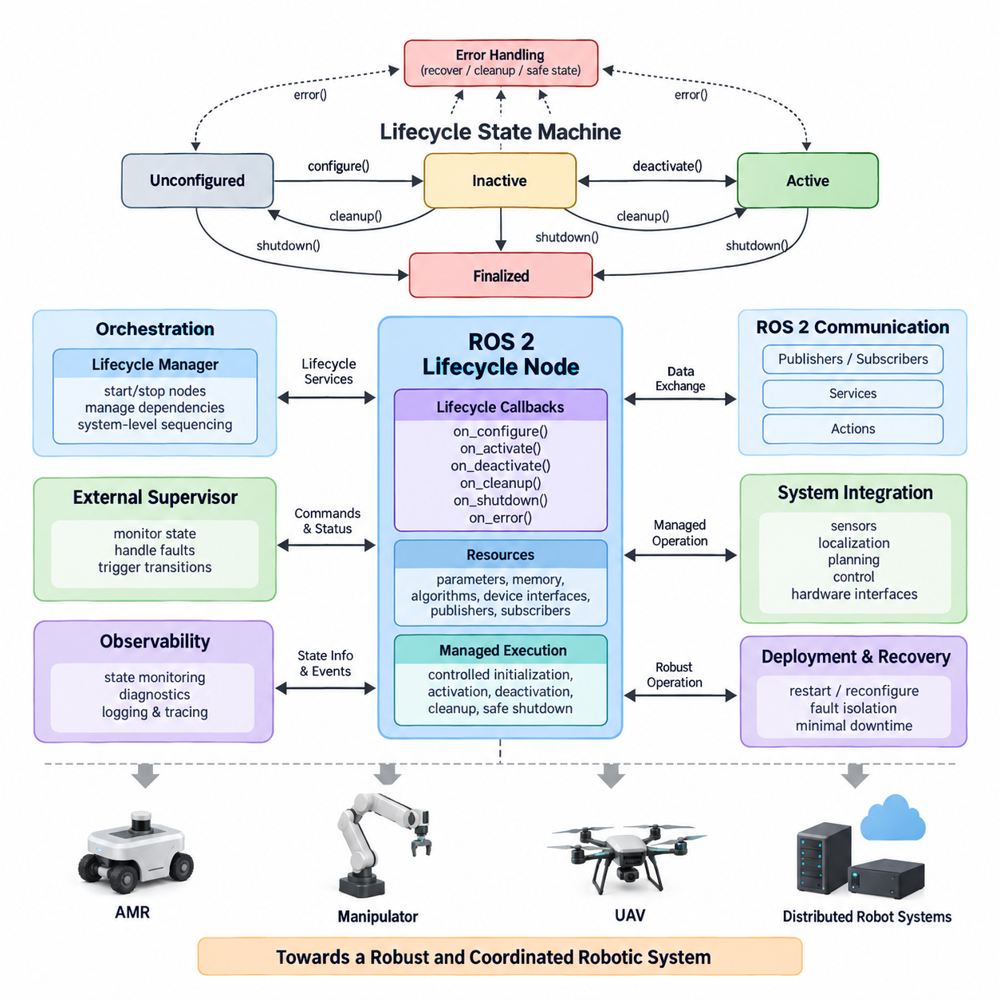 Error Handling
(recover / cleanup / safe state)
error()
error()
Lifecycle State Machine
Unconfigured
configure()
Inactive
deactivate()
Active
cleanup()
cleanup()
shutdown()
shutdown()
shutdown()
Finalized
Orchestration
Lifecycle Manager
start/stop nodes
manage dependencies
system-level sequencing
Lifecycle
Services
External Supervisor
monitor state
handle faults
trigger transitions
Commands
& Status
Observability
state monitoring
diagnostics
logging & tracing
State Info
& Events
ROS 2
Lifecycle Node
Lifecycle Callbacks
on_configure()
on_activate()
on_deactivate()
on_cleanup()
on_shutdown()
on_error()
Resources
parameters, memory,
algorithms, device interfaces,
publishers, subscribers
Managed Execution
controlled initialization,
activation, deactivation,
cleanup, safe shutdown
Data
Exchange
ROS 2 Communication
Publishers / Subscribers
Services
Actions
Managed
Operation
System Integration
sensors
localization
planning
control
hardware interfaces
Robust
Operation
Deployment & Recovery
restart / reconfigure
fault isolation
minimal downtime
AMR
Manipulator
UAV
Distributed Robot Systems
Towards a Robust and Coordinated Robotic System